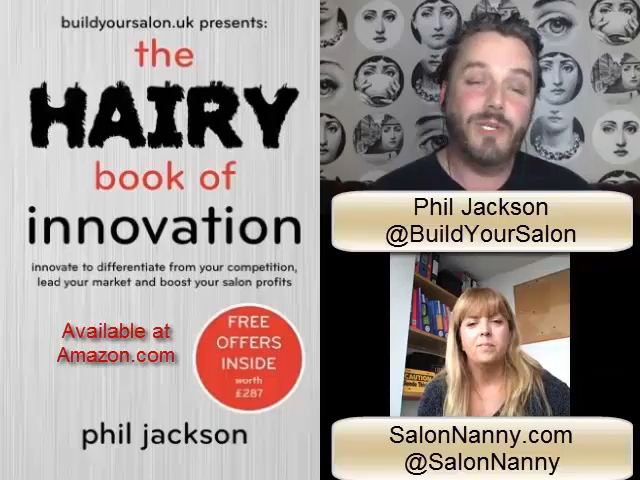 buildyoursalon.uk presents:
the
HAIRY
book of
innovation
innovate to differentiate from your competition,
lead your market and boost your salon profits
Available at
Amazon.com
FREE
OFFERS
INSIDE
worth
£287
phil jackson
Phil Jackson
@BuildYourSalon
CAUTION
SalonNanny.com
@SalonNanny